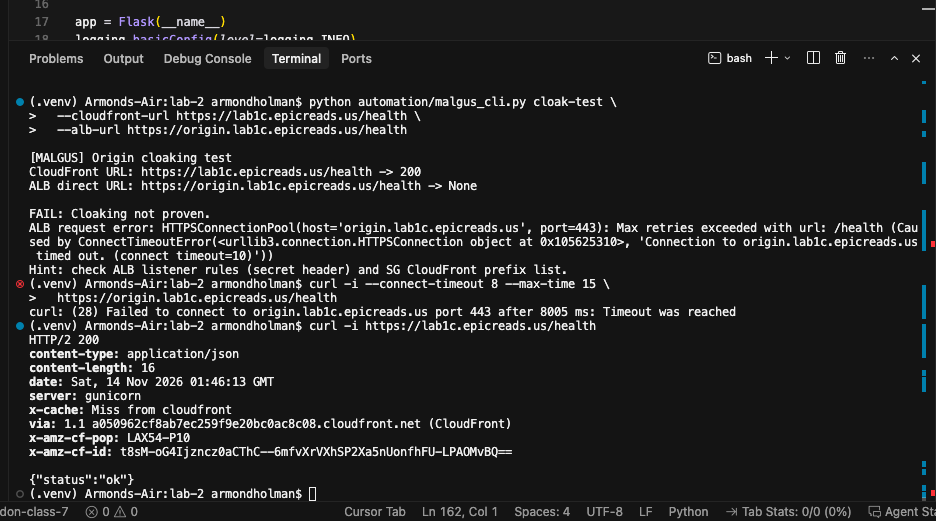 16
17 app = Flask(__name__)
18 logging.basicConfig(level=logging.INFO)
Problems Output Debug Console Terminal Ports bash
(.venv) Armonds-Air:lab-2 armondholman$ python automation/malgus_cli.py cloak-test \
> --cloudfront-url https://lab1c.epicreads.us/health \
> --alb-url https://origin.lab1c.epicreads.us/health
[MALGUS] Origin cloaking test
CloudFront URL: https://lab1c.epicreads.us/health -> 200
ALB direct URL: https://origin.lab1c.epicreads.us/health -> None
FAIL: Cloaking not proven.
ALB request error: HTTPSConnectionPool(host='origin.lab1c.epicreads.us', port=443): Max retries exceeded with url: /health (Cau
sed by ConnectTimeoutError(<urllib3.connection.HTTPSConnection object at 0x105625310>, 'Connection to origin.lab1c.epicreads.us
timed out. (connect timeout=10)'))
Hint: check ALB listener rules (secret header) and SG CloudFront prefix list.
(.venv) Armonds-Air:lab-2 armondholman$ curl -i --connect-timeout 8 --max-time 15 \
> https://origin.lab1c.epicreads.us/health
curl: (28) Failed to connect to origin.lab1c.epicreads.us port 443 after 8005 ms: Timeout was reached
(.venv) Armonds-Air:lab-2 armondholman$ curl -i https://lab1c.epicreads.us/health
HTTP/2 200
content-type: application/json
content-length: 16
date: Sat, 14 Nov 2026 01:46:13 GMT
server: gunicorn
x-cache: Miss from cloudfront
via: 1.1 a050962cf8ab7ec259f9e20bc0ac8c08.cloudfront.net (CloudFront)
x-amz-cf-pop: LAX54-P10
x-amz-cf-id: t8sM-oG4Ijzncz0aCThC--6mfvXrVXhSP2Xa5nUonfhFU-LPAOMvBQ==
{"status":"ok"}
(.venv) Armonds-Air:lab-2 armondholman$
don-class-7 0 0 Cursor Tab Ln 162, Col 1 Spaces: 4 UTF-8 LF Python Tab Stats: 0/0 (0%) Agent Sta